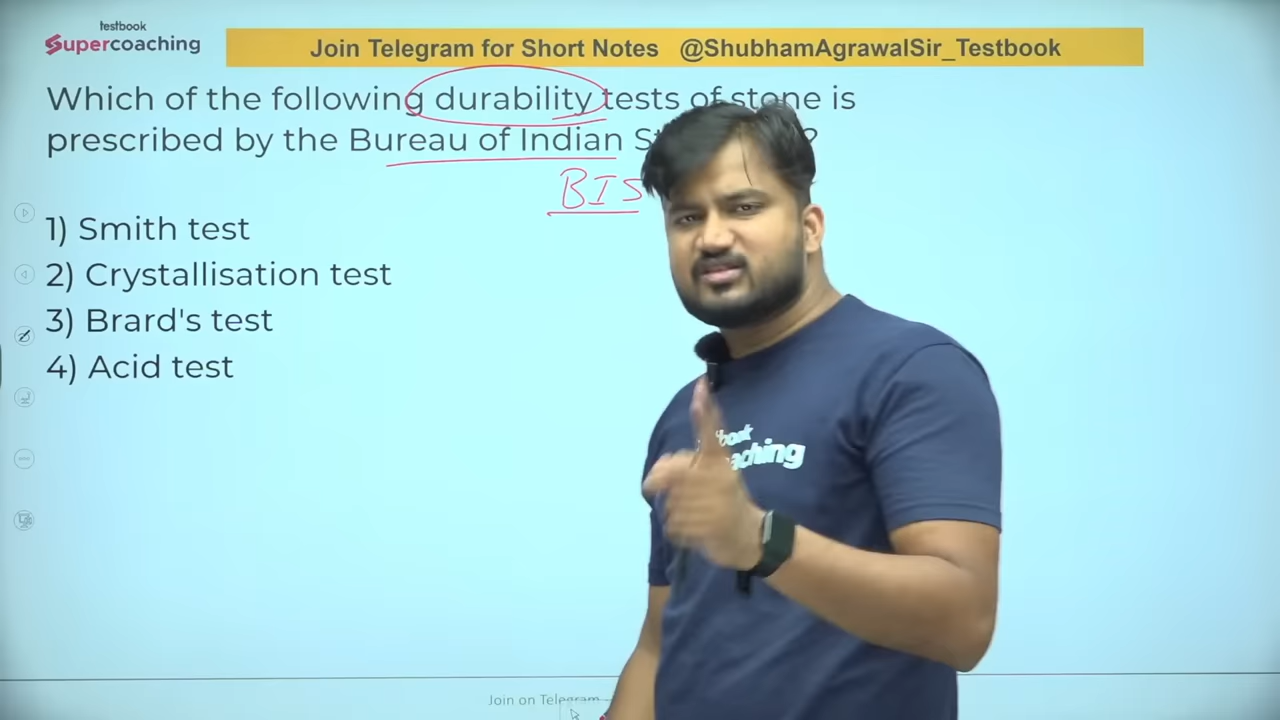 testbook
Supercoaching
Join Telegram for Short Notes @ShubhamAgrawalSir_Testbook
Which of the following durability tests of stone is
prescribed by the Bureau of Indian
BIS
1) Smith test
2) Crystallisation test
3) Brard's test
4) Acid test
Join on Telegram